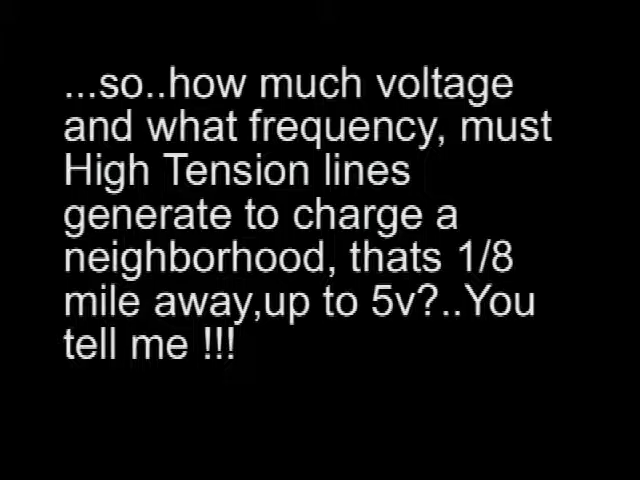 ...so..how much voltage
and what frequency, must
High Tension lines
generate to charge a
neighborhood, thats 1/8
mile away,up to 5v?..You
tell me !!!